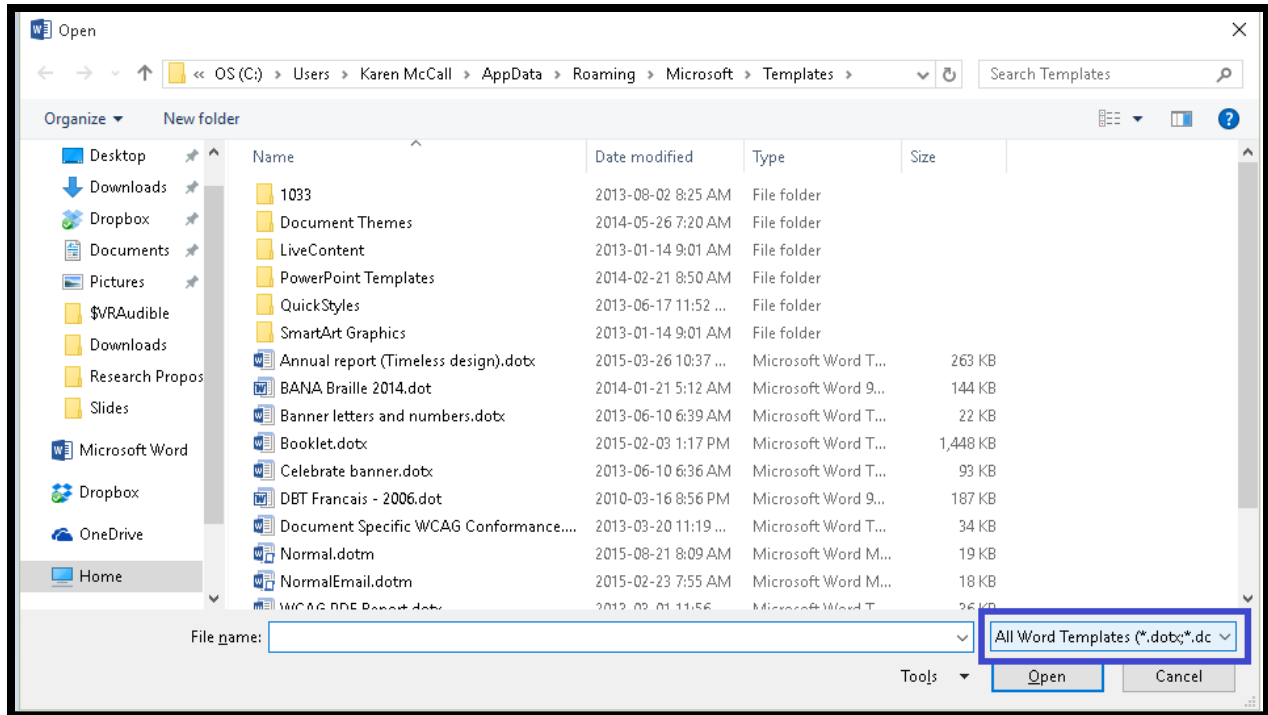 Open
« OS (C:) › Users › Karen McCall › AppData › Roaming › Microsoft › Templates › Search Templates
Organize New folder
Desktop
Downloads
Dropbox
Documents
Pictures
$VRAudible
Downloads
Research Propos
Slides
Microsoft Word
Dropbox
OneDrive
Home
Name Date modified Type Size
1033 2013-08-02 8:25 AM File folder
Document Themes 2014-05-26 7:20 AM File folder
LiveContent 2013-01-14 9:01 AM File folder
PowerPoint Templates 2014-02-21 8:50 AM File folder
QuickStyles 2013-06-17 11:52 ... File folder
SmartArt Graphics 2013-01-14 9:01 AM File folder
Annual report (Timeless design).dotx 2015-03-26 10:37 ... Microsoft Word T... 263 KB
BANA Braille 2014.dot 2014-01-21 5:12 AM Microsoft Word 9... 144 KB
Banner letters and numbers.dotx 2013-06-10 6:39 AM Microsoft Word T... 22 KB
Booklet.dotx 2015-02-03 1:17 PM Microsoft Word T... 1,448 KB
Celebrate banner.dotx 2013-06-10 6:36 AM Microsoft Word T... 93 KB
DBT Francais - 2006.dot 2010-03-16 8:56 PM Microsoft Word 9... 187 KB
Document Specific WCAG Conformance.... 2013-03-20 11:19 ... Microsoft Word T... 34 KB
Normal.dotm 2015-08-21 8:09 AM Microsoft Word M... 19 KB
NormalEmail.dotm 2015-02-23 7:55 AM Microsoft Word M... 18 KB
WCAG PDF Report.dotx 2013-03-01 11:56 Microsoft Word T
File name: All Word Templates (*.dotx;*.dc
Tools Open Cancel